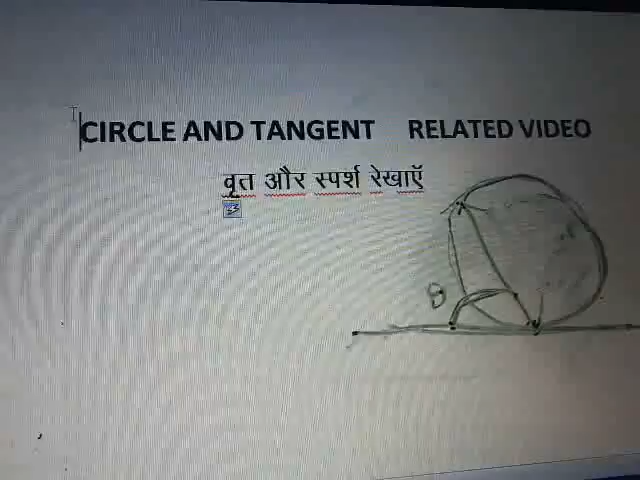 CIRCLE AND TANGENT RELATED VIDEO
वृत और स्पर्श रेखाएँ
θ